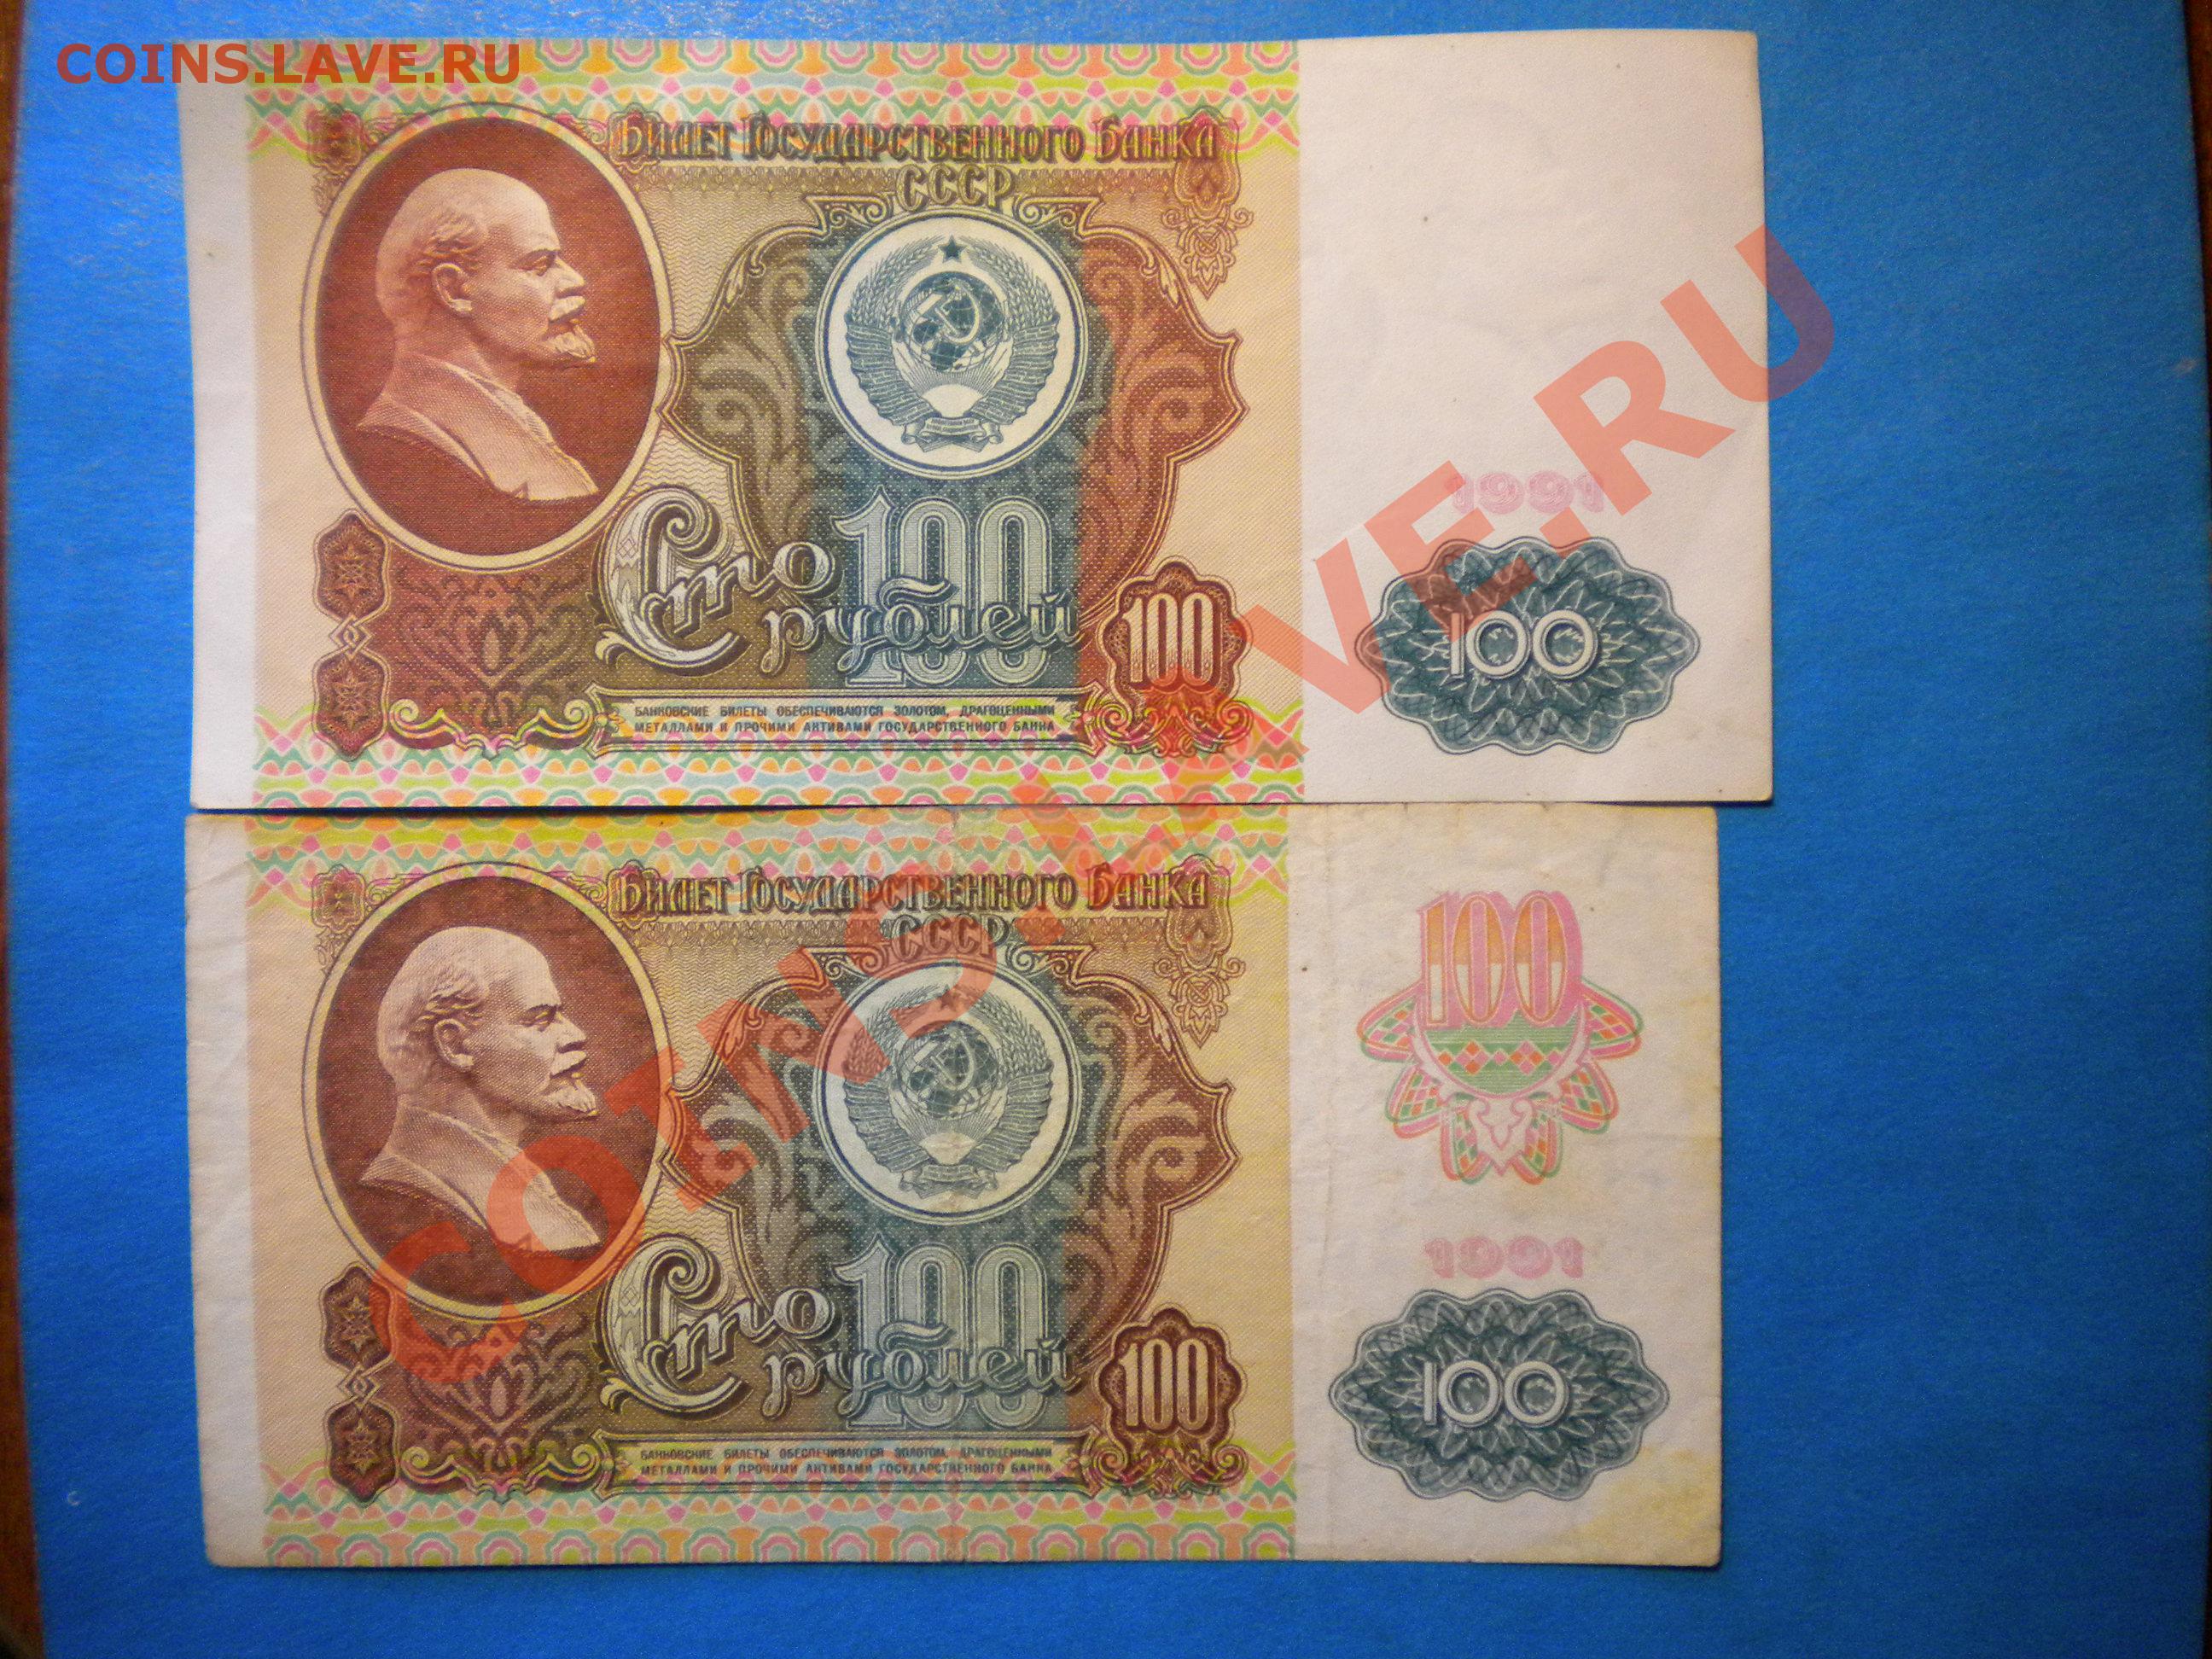 COINS.LAVE.RU
Билет Государственного Банка
СССР
1991
Сто
100
рублей
100
100
БАНКОВСКИЕ БИЛЕТЫ ОБЕСПЕЧИВАЮТСЯ ЗОЛОТОМ, ДРАГОЦЕННЫМИ
МЕТАЛЛАМИ И ПРОЧИМИ АКТИВАМИ ГОСУДАРСТВЕННОГО БАНКА
COINS.LAVE.RU
Билет Государственного Банка
СССР
100
1991
Сто
100
рублей
100
100
БАНКОВСКИЕ БИЛЕТЫ ОБЕСПЕЧИВАЮТСЯ ЗОЛОТОМ, ДРАГОЦЕННЫМИ
МЕТАЛЛАМИ И ПРОЧИМИ АКТИВАМИ ГОСУДАРСТВЕННОГО БАНКА